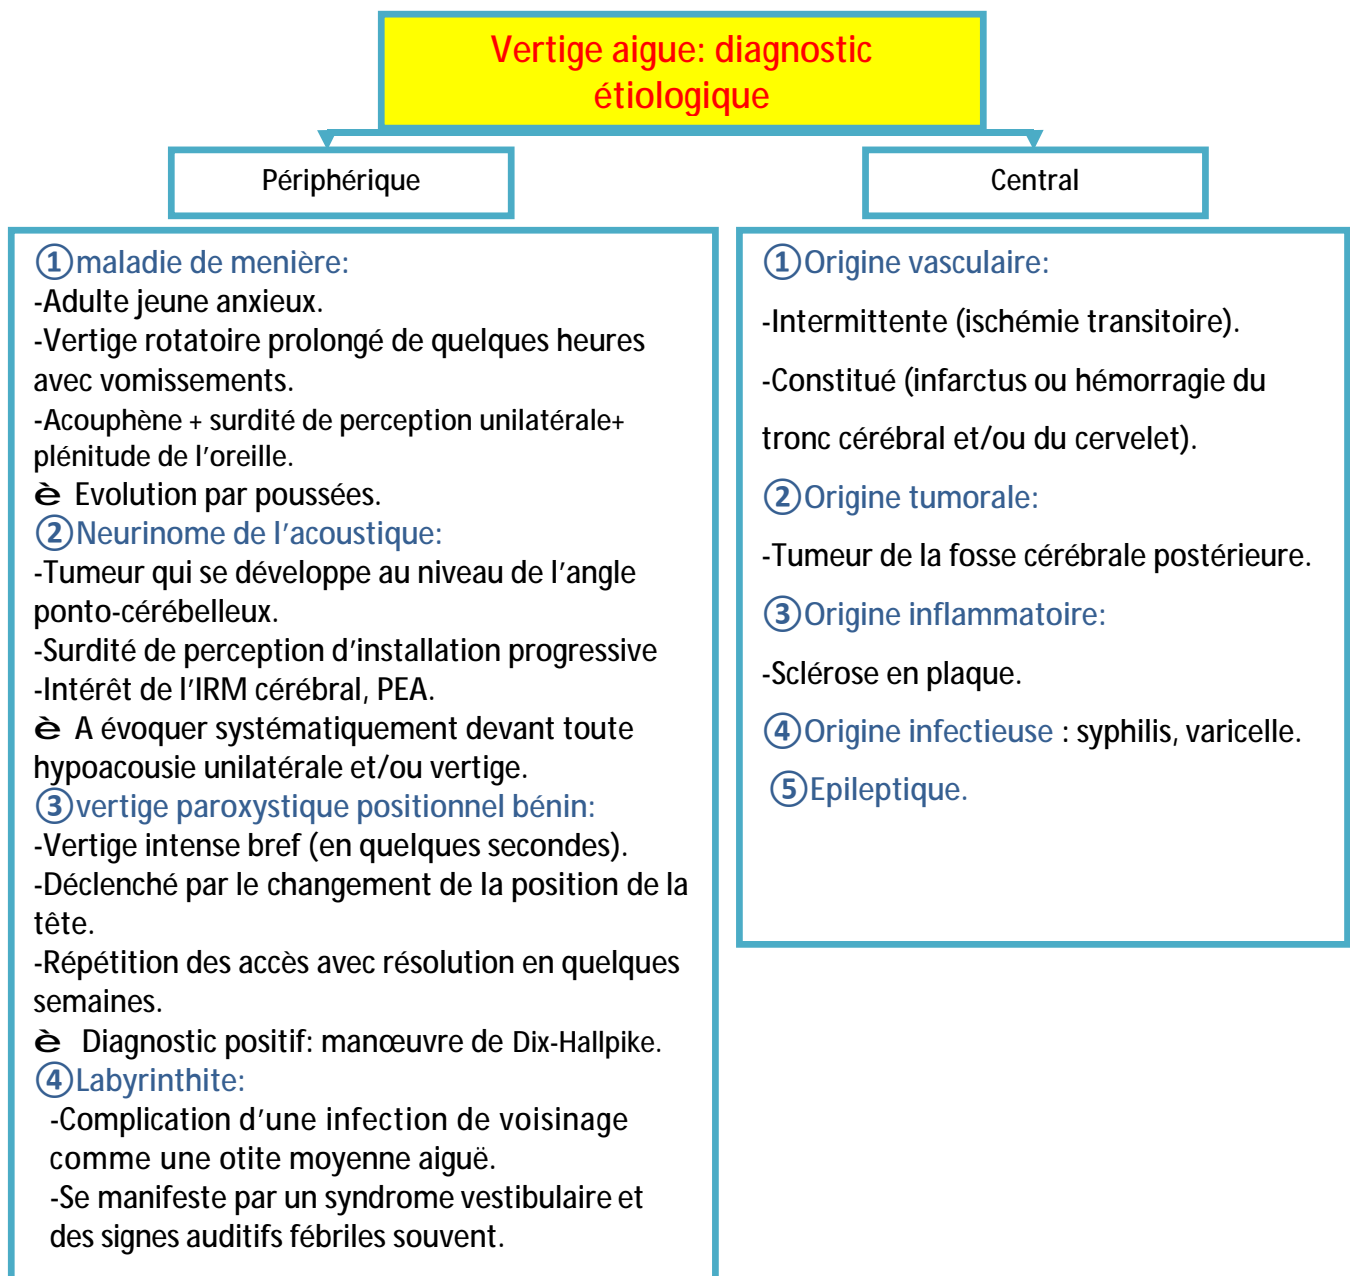 Vertige aigue: diagnostic
étiologique
Périphérique
Central
①maladie de menière:
-Adulte jeune anxieux.
-Vertige rotatoire prolongé de quelques heures
avec vomissements.
-Acouphène + surdité de perception unilatérale+
plénitude de l'oreille.
è Evolution par poussées.
②Neurinome de l'acoustique:
-Tumeur qui se développe au niveau de l'angle
ponto-cérébelleux.
-Surdité de perception d'installation progressive
-Intérêt de l'IRM cérébral, PEA.
è A évoquer systématiquement devant toute
hypoacousie unilatérale et/ou vertige.
③vertige paroxystique positionnel bénin:
-Vertige intense bref (en quelques secondes).
-Déclenché par le changement de la position de la
tête.
-Répétition des accès avec résolution en quelques
semaines.
è Diagnostic positif: manœuvre de Dix-Hallpike.
④Labyrinthite:
-Complication d'une infection de voisinage
comme une otite moyenne aiguë.
-Se manifeste par un syndrome vestibulaire et
des signes auditifs fébriles souvent.
①Origine vasculaire:
-Intermittente (ischémie transitoire).
-Constitué (infarctus ou hémorragie du
tronc cérébral et/ou du cervelet).
②Origine tumorale:
-Tumeur de la fosse cérébrale postérieure.
③Origine inflammatoire:
-Sclérose en plaque.
④Origine infectieuse : syphilis, varicelle.
⑤Epileptique.